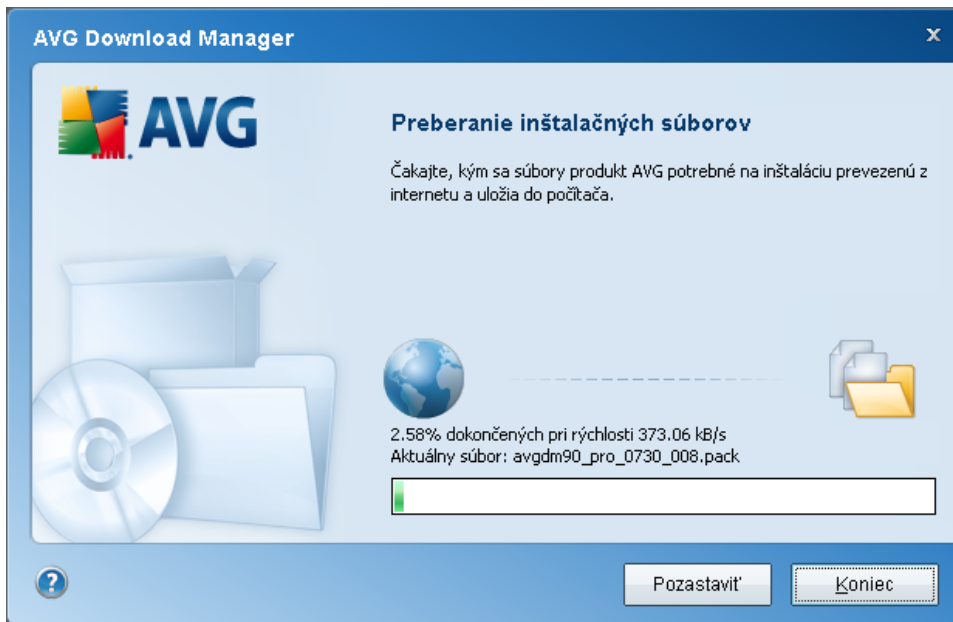 AVG Download Manager
x
AVG
Preberanie inštalačných súborov
Čakajte, kým sa súbory produkt AVG potrebné na inštaláciu prevezenú z
internetu a uložia do počítača.
2.58% dokončených pri rýchlosti 373.06 kB/s
Aktuálny súbor: avgdm90_pro_0730_008.pack
?
Pozastaviť
Koniec